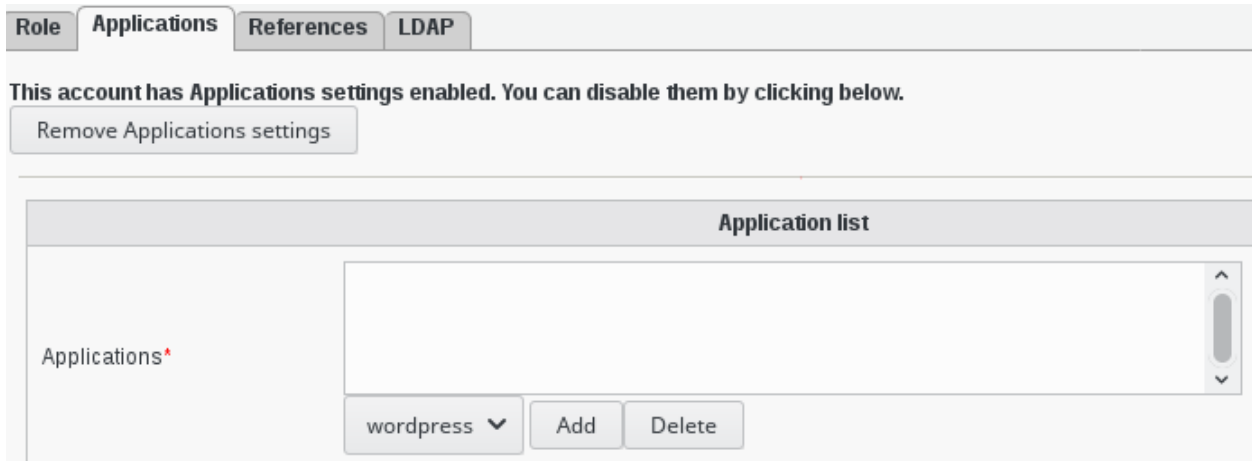 Role Applications References LDAP
This account has Applications settings enabled. You can disable them by clicking below.
Remove Applications settings
Application list
Applications*
wordpress Add Delete